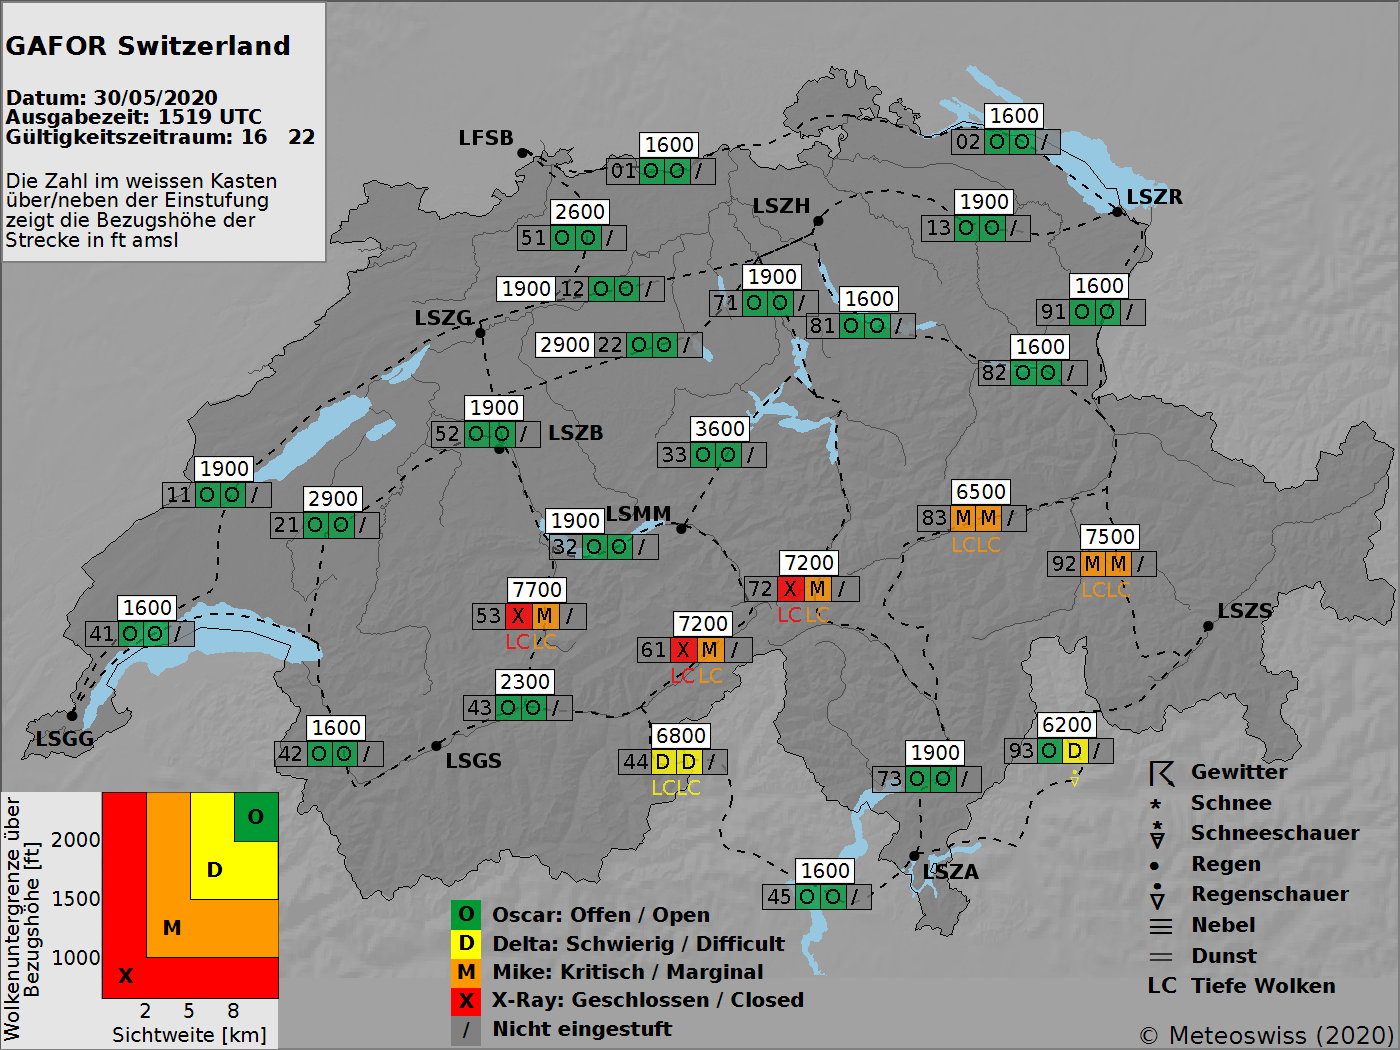 GAFOR Switzerland
Datum: 30/05/2020
Ausgabezeit: 1519 UTC
Gültigkeitszeitraum: 16 22
Die Zahl im weissen Kasten
über/neben der Einstufung
zeigt die Bezugshöhe der
Strecke in ft amsl
LFSB
1600
01 O O /
1600
02 O O /
LSZR
2600
51 O O /
LSZH
1900
13 O O /
1900 12 O O /
1900
71 O O /
1600
81 O O /
1600
91 O O /
LSZG
2900 22 O O /
1600
82 O O /
1900
52 O O /
LSZB
3600
33 O O /
1900
11 O O /
2900
21 O O /
1900
32 O O /
LSMM
6500
83 M M /
LCLC
7500
92 M M /
LCLC
7700
53 X M /
LCLC
7200
72 X M /
LCLC
1600
41 O O /
7200
61 X M /
LCLC
LSZS
2300
43 O O /
LSGG
1600
42 O O /
LSGS
6800
44 D D /
LCLC
1900
73 O O /
6200
93 O D /
1600
45 O O /
LSZA
Wolkenuntergrenze über
Bezugshöhe [ft]
2000
1500
1000
O
D
M
X
2 5 8
Sichtweite [km]
O Oscar: Offen / Open
D Delta: Schwierig / Difficult
M Mike: Kritisch / Marginal
X X-Ray: Geschlossen / Closed
/ Nicht eingestuft
Gewitter
Schnee
Schneeschauer
Regen
Regenschauer
Nebel
Dunst
LC Tiefe Wolken
© Meteoswiss (2020)